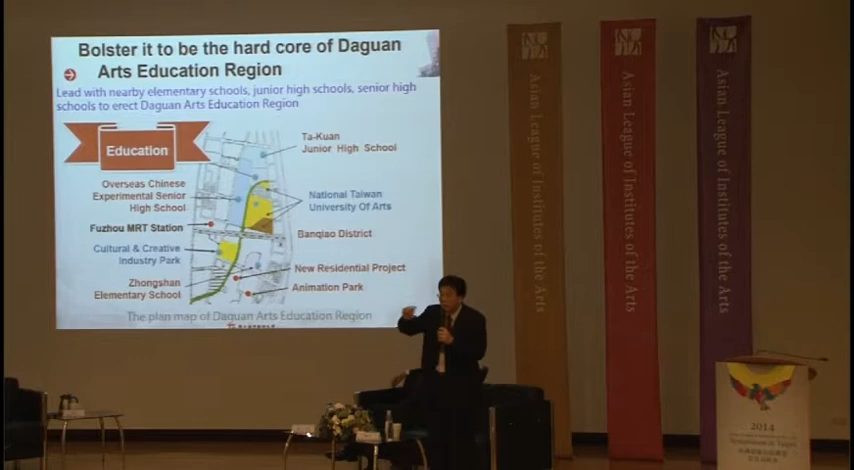 Bolster it to be the hard core of Daguan
Arts Education Region
Lead with nearby elementary schools, junior high schools, senior high
schools to erect Daguan Arts Education Region
Education
Ta-Kuan
Junior High School
Overseas Chinese
Experimental Senior
High School
National Taiwan
University Of Arts
Fuzhou MRT Station
Banqiao District
Cultural & Creative
Industry Park
New Residential Project
Zhongshan
Elementary School
Animation Park
The plan map of Daguan Arts Education Region
Asian League of Institutes of the Arts
Asian League of Institutes of the Arts
Asian League of Institutes of the Arts
2014